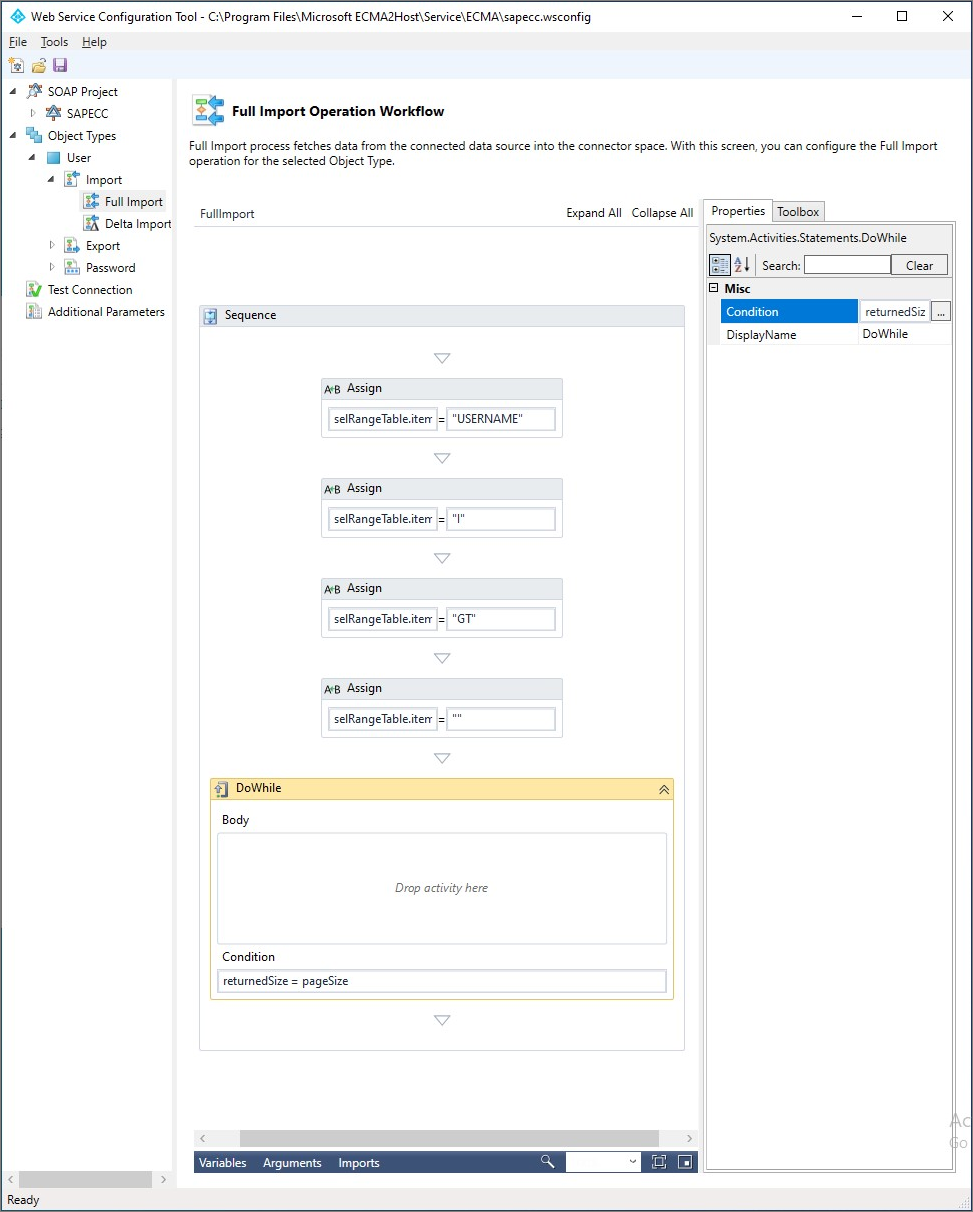 Web Service Configuration Tool - C:\Program Files\Microsoft ECMA2Host\Service\ECMA\sapecc.wsconfig
File Tools Help
SOAP Project
SAPECC
Object Types
User
Import
Full Import
Delta Import
Export
Password
Test Connection
Additional Parameters
Full Import Operation Workflow
Full Import process fetches data from the connected data source into the connector space. With this screen, you can configure the Full Import
operation for the selected Object Type.
FullImport Expand All Collapse All
Sequence
A+B Assign
selRangeTable.item = "USERNAME"
A+B Assign
selRangeTable.item = "I"
A+B Assign
selRangeTable.item = "GT"
A+B Assign
selRangeTable.item = ""
DoWhile
Body
Drop activity here
Condition
returnedSize = pageSize
Variables Arguments Imports
Properties Toolbox
System.Activities.Statements.DoWhile
Search: Clear
Misc
Condition returnedSiz ...
DisplayName DoWhile
Ac
Go
Ready